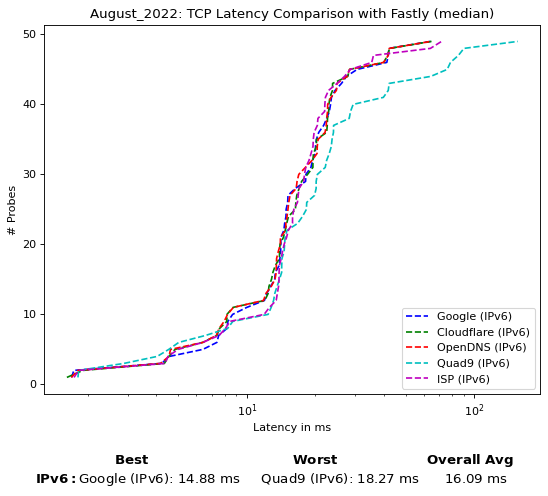 August_2022: TCP Latency Comparison with Fastly (median)
50
40
30
20
10
0
# Probes
Google (IPv6)
Cloudflare (IPv6)
OpenDNS (IPv6)
Quad9 (IPv6)
ISP (IPv6)
10¹ 10²
Latency in ms
Best Worst Overall Avg
IPv6: Google (IPv6): 14.88 ms Quad9 (IPv6): 18.27 ms 16.09 ms